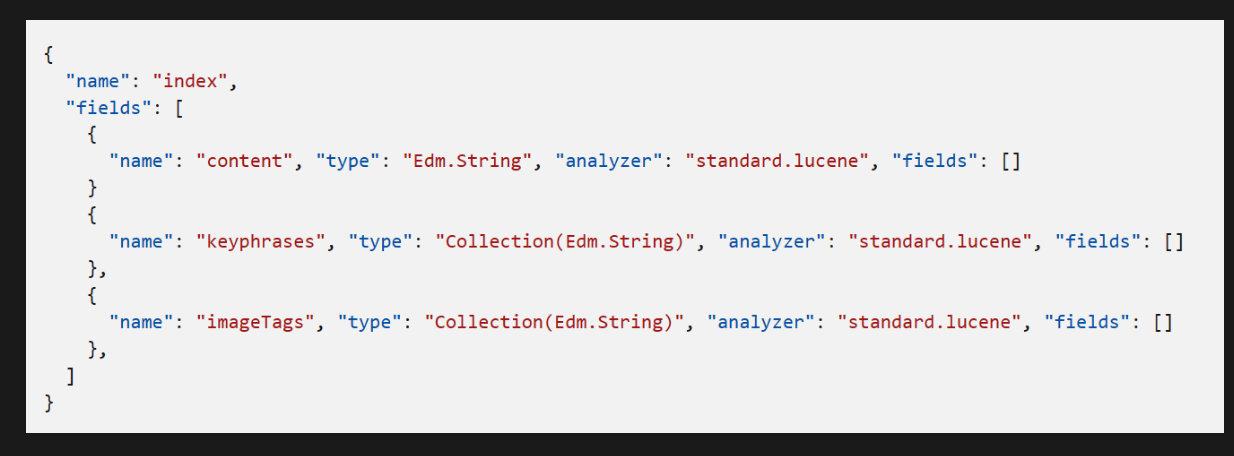 {
"name": "index",
"fields": [
{
"name": "content", "type": "Edm.String", "analyzer": "standard.lucene", "fields": []
}
{
"name": "keyphrases", "type": "Collection(Edm.String)", "analyzer": "standard.lucene", "fields": []
},
{
"name": "imageTags", "type": "Collection(Edm.String)", "analyzer": "standard.lucene", "fields": []
},
]
}